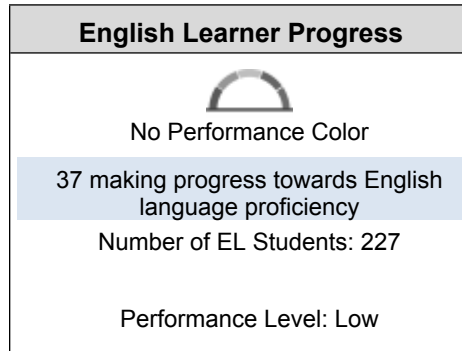 English Learner Progress
No Performance Color
37 making progress towards English
language proficiency
Number of EL Students: 227
Performance Level: Low